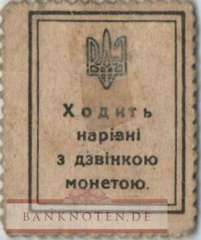 Ходить
нарівні
з дзвінкою
монетою.
BANKNOTEN.DE